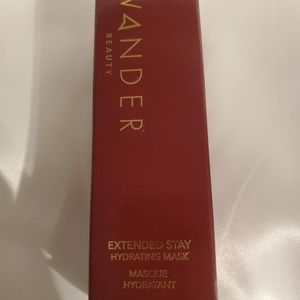 WANDER
BEAUTY
EXTENDED STAY
HYDRATING MASK
MASQUE
HYDRATANT